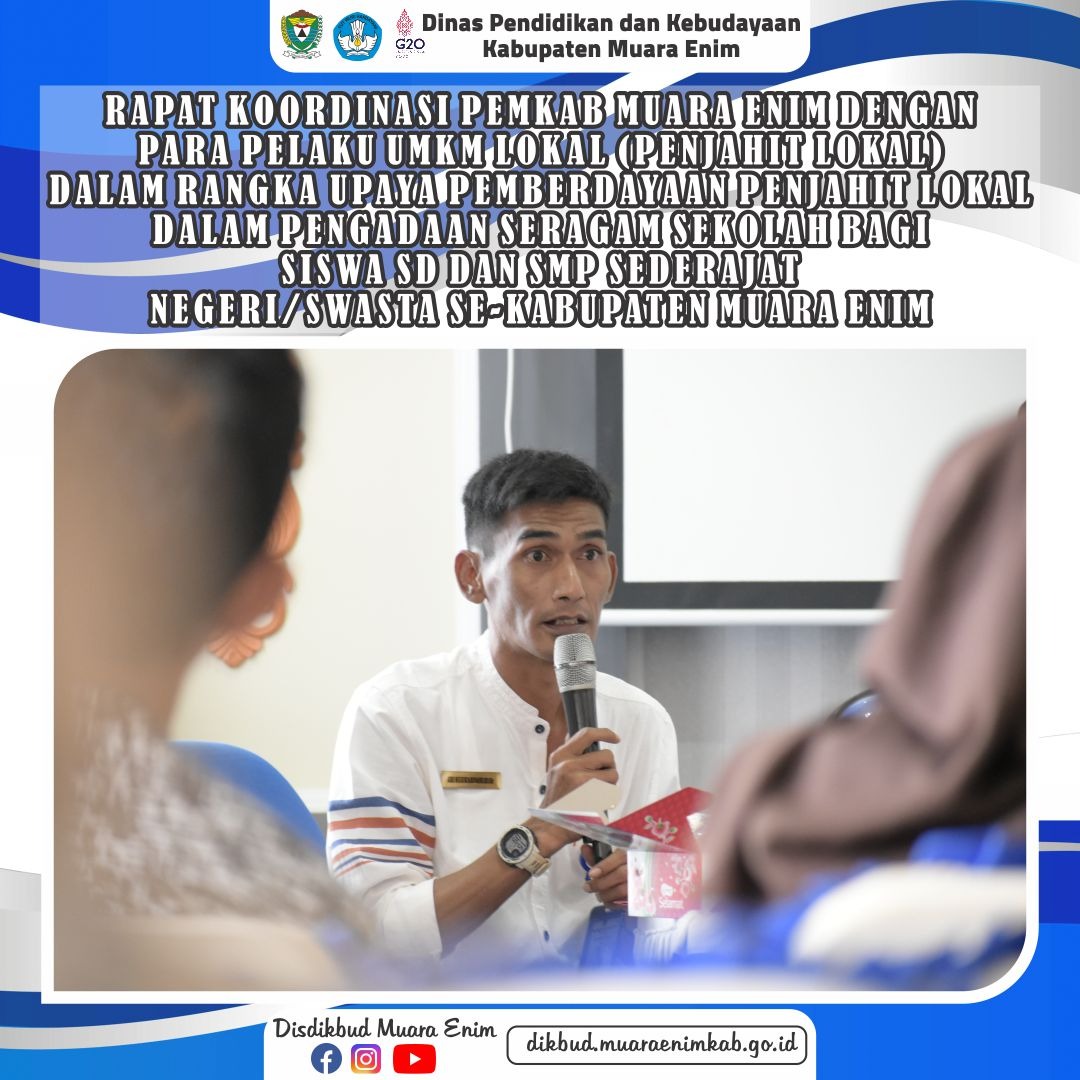 Dinas Pendidikan dan Kebudayaan
Kabupaten Muara Enim
G20
RAPAT KOORDINASI PEMKAB MUARA ENIM DENGAN
PARA PELAKU UMKM LOKAL (PENJAHIT LOKAL)
DALAM RANGKA UPAYA PEMBERDAYAAN PENJAHIT LOKAL
DALAM PENGADAAN SERAGAM SEKOLAH BAGI
SISWA SD DAN SMP SEDERAJAT
NEGERI/SWASTA SE-KABUPATEN MUARA ENIM
Selamat
Disdikbud Muara Enim
dikbud.muaraenimkab.go.id